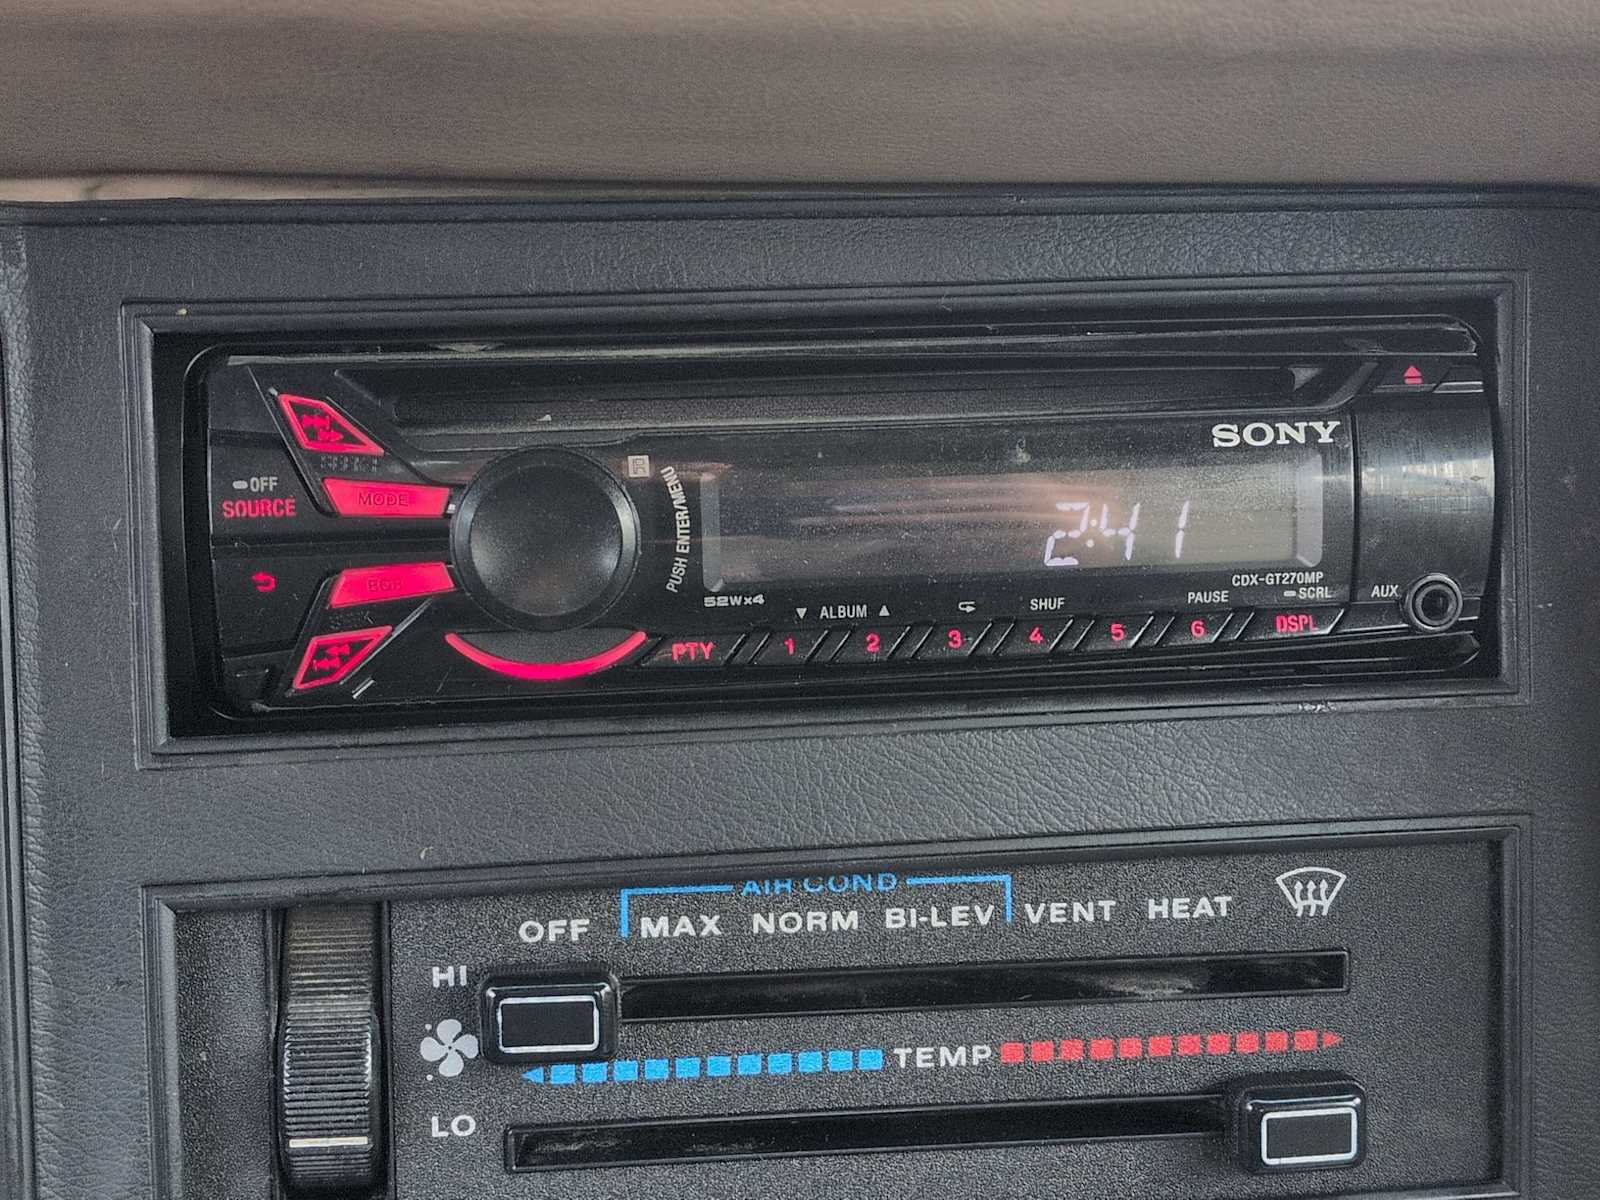 SONY
OFF
SOURCE
MODE
PUSH ENTER/MENU
2:41
CDX-GT270MP
52Wx4
ALBUM
SHUF
PAUSE
SCRL
AUX
PTY 1 2 3 4 5 6 DSPL
AIR COND
OFF MAX NORM BI-LEV VENT HEAT
HI
TEMP
LO